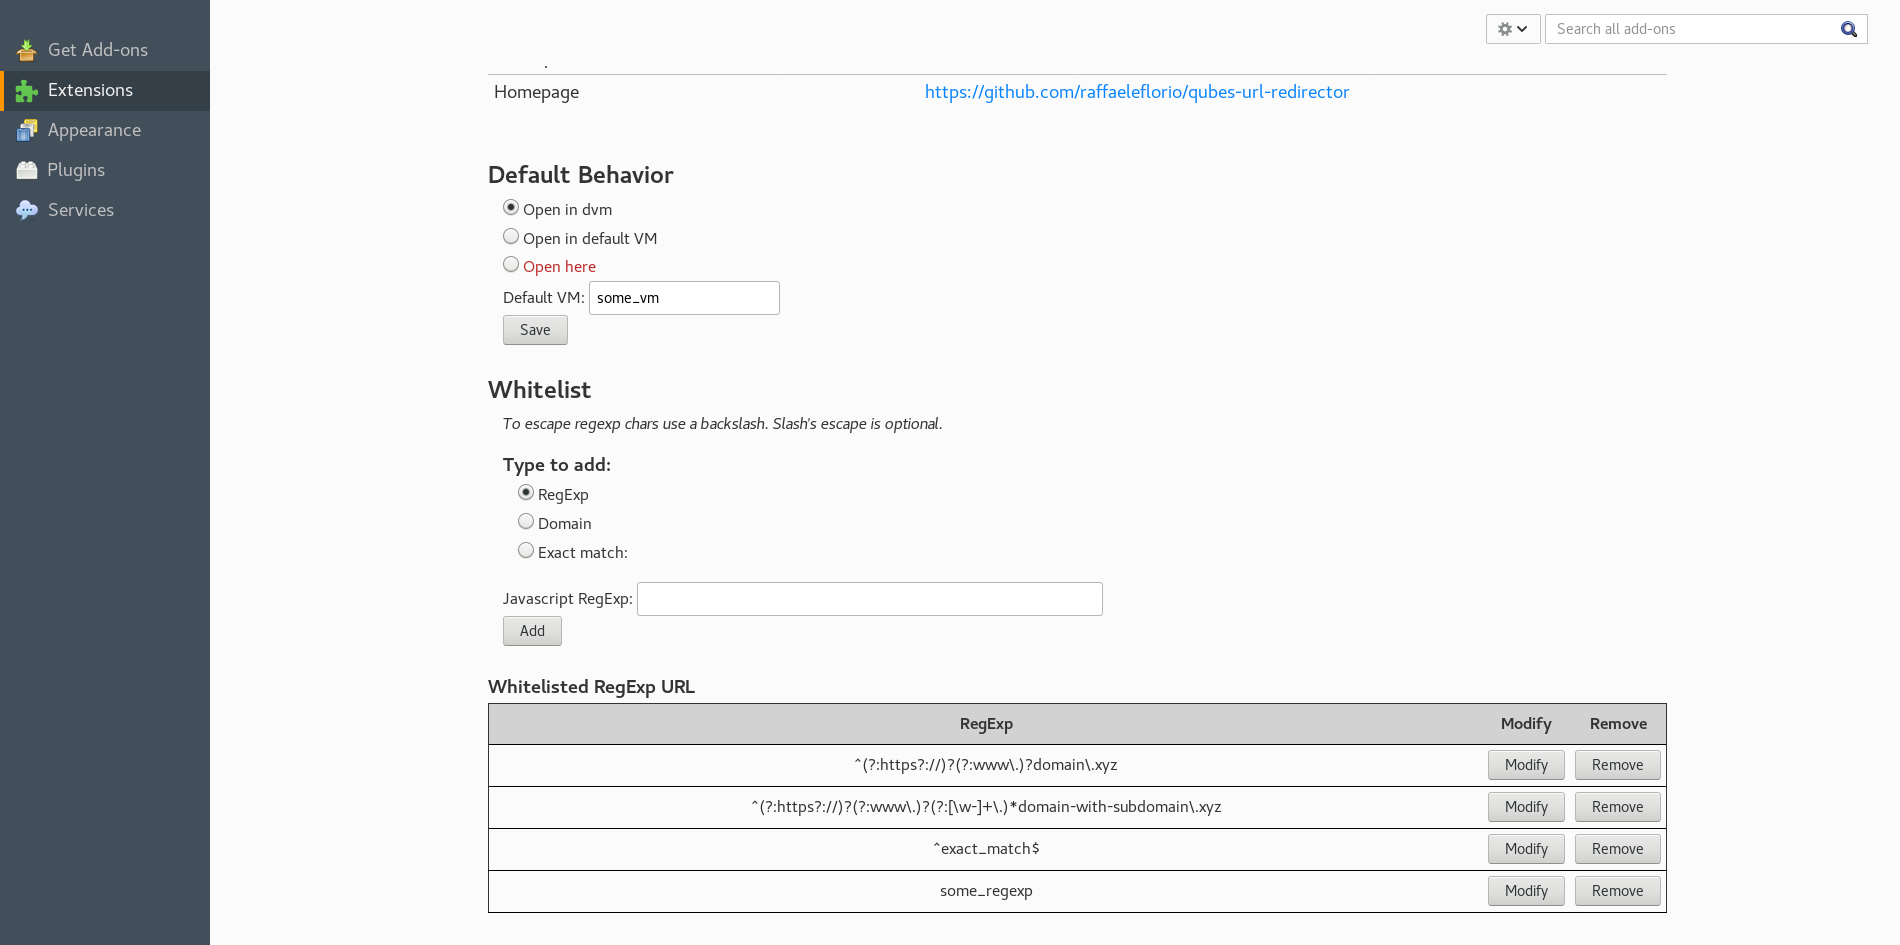 Get Add-ons
Extensions
Appearance
Plugins
Services
Search all add-ons
Homepage https://github.com/raffaeleflorio/qubes-url-redirector
Default Behavior
Open in dvm
Open in default VM
Open here
Default VM: some_vm
Save
Whitelist
To escape regexp chars use a backslash. Slash's escape is optional.
Type to add:
RegExp
Domain
Exact match:
Javascript RegExp:
Add
Whitelisted RegExp URL
RegExp Modify Remove
^(?:https?://)?(?:www\.)?domain\.xyz Modify Remove
^(?:https?://)?(?:www\.)?(?:[\w-]+\.)*domain-with-subdomain\.xyz Modify Remove
^exact_match$ Modify Remove
some_regexp Modify Remove